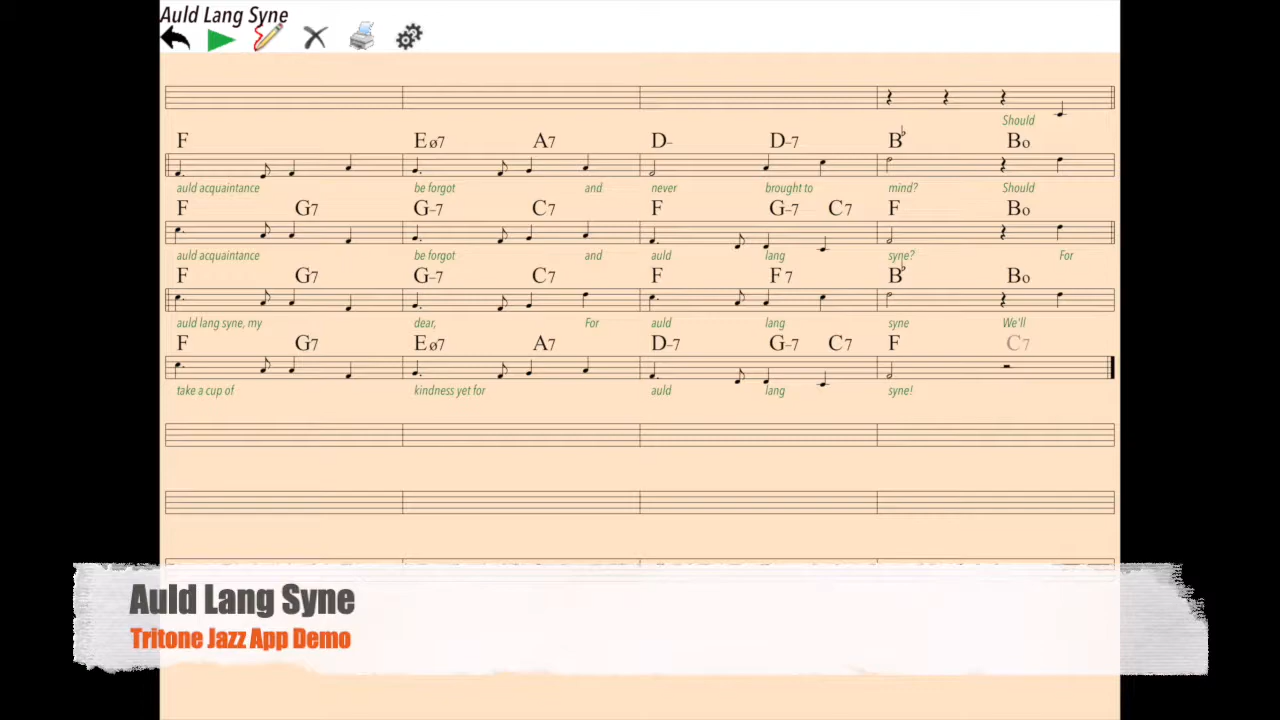 Auld Lang Syne
Should
F Eø7 A7 D– D–7 B♭ Bo
auld acquaintance be forgot and never brought to mind? Should
F G7 G–7 C7 F G–7 C7 F Bo
auld acquaintance be forgot and auld lang syne? For
F G7 G–7 C7 F F7 B♭ Bo
auld lang syne, my dear, For auld lang syne We'll
F G7 Eø7 A7 D–7 G–7 C7 F C7
take a cup of kindness yet for auld lang syne!
Auld Lang Syne
Tritone Jazz App Demo